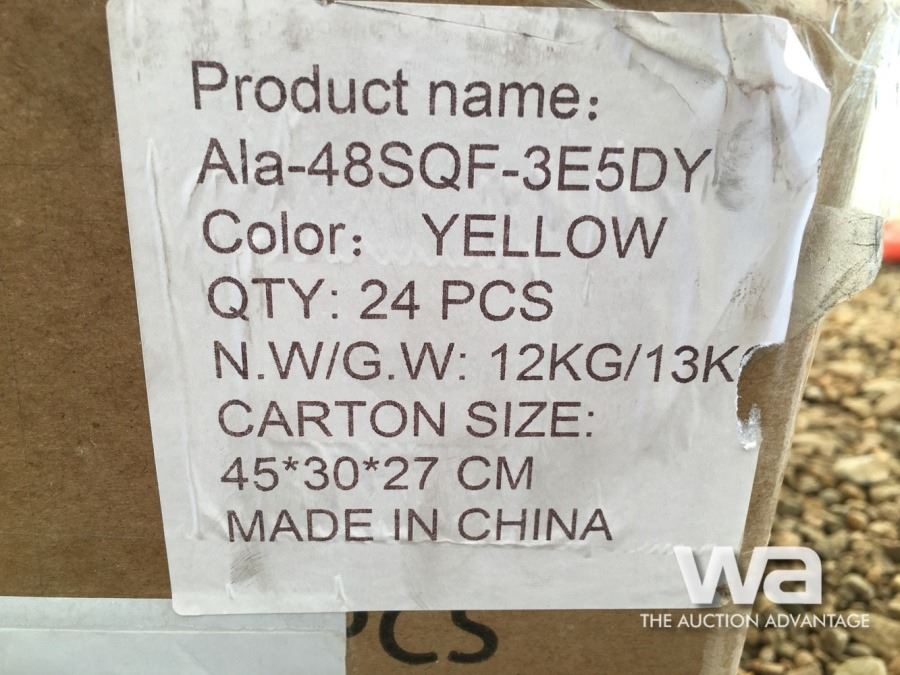 Product name:
Ala-48SQF-3E5DY
Color: YELLOW
QTY: 24 PCS
N.W/G.W: 12KG/13K
CARTON SIZE:
45*30*27 CM
MADE IN CHINA
PCS
wa
THE AUCTION ADVANTAGE